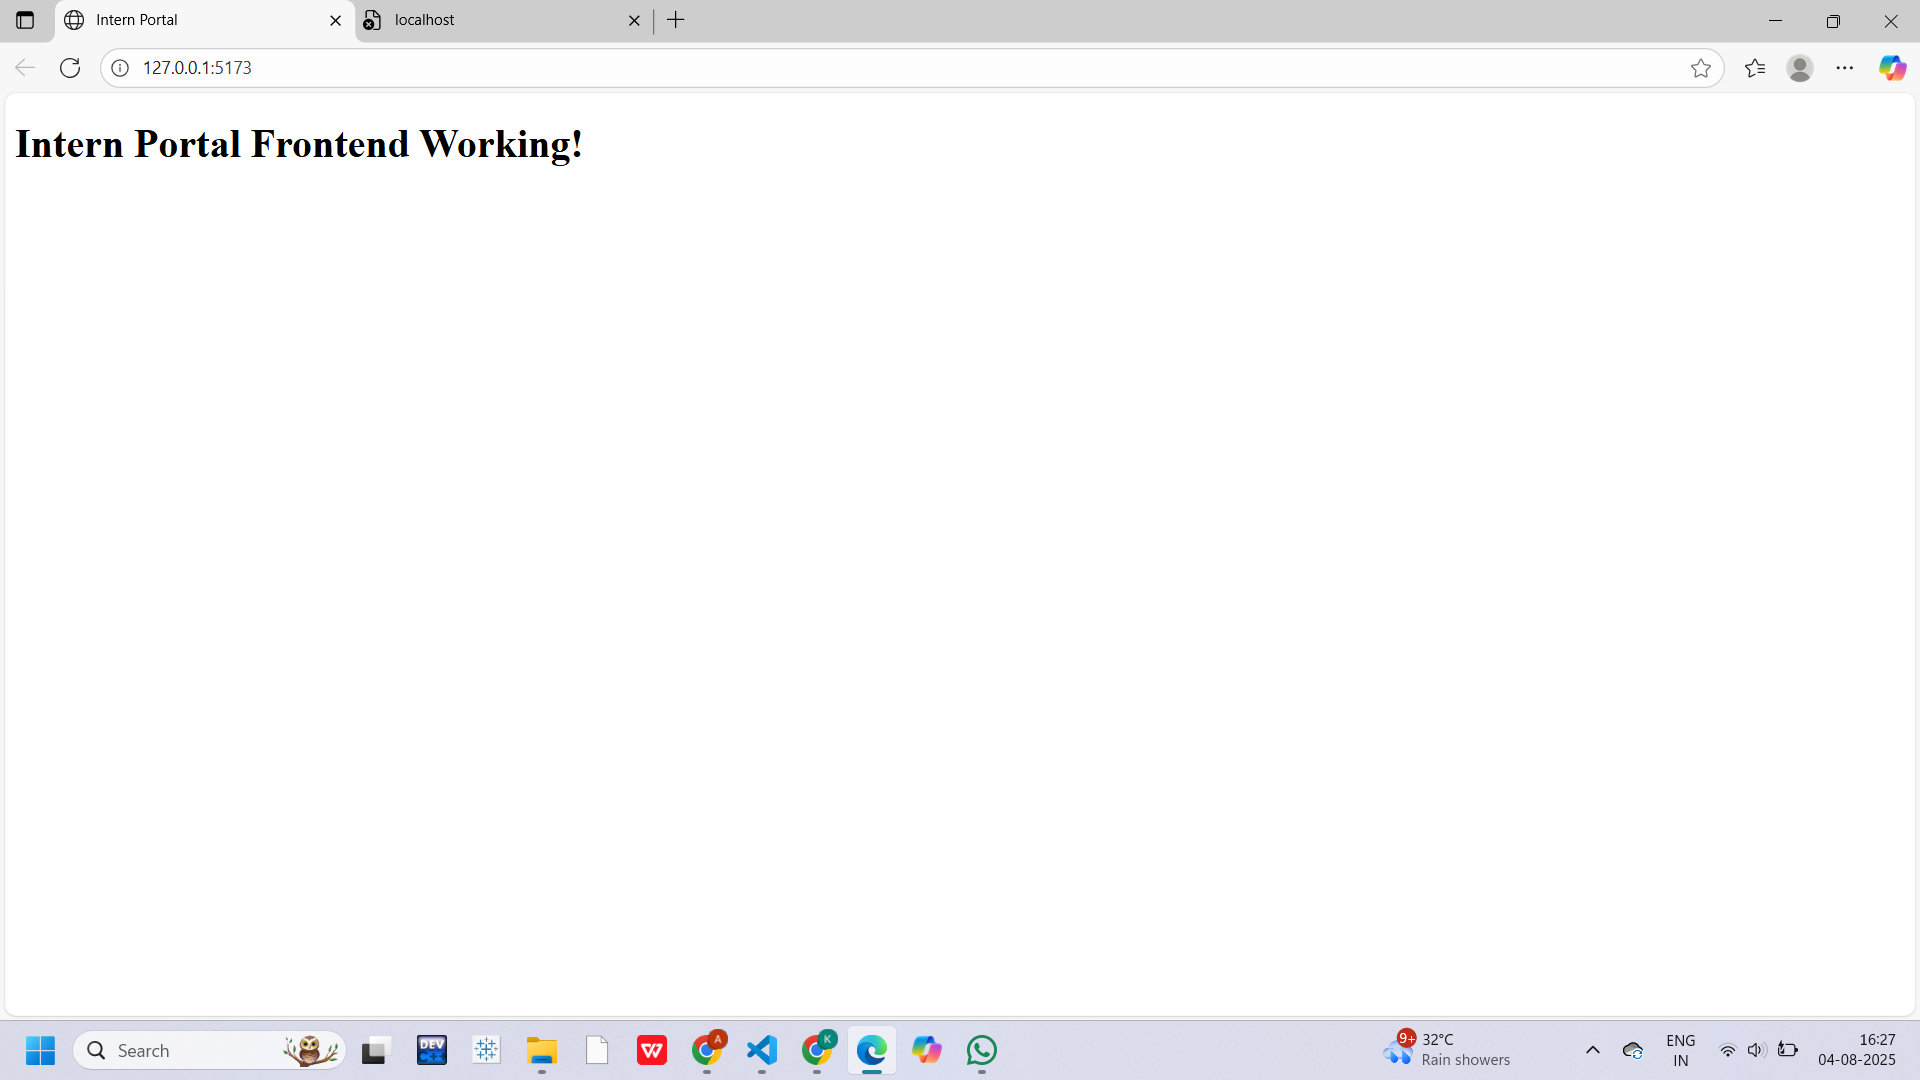 Intern Portal
localhost
127.0.0.1:5173
Intern Portal Frontend Working!
Search
DEV
C++
W
A
K
9+
32°C
Rain showers
ENG
IN
16:27
04-08-2025